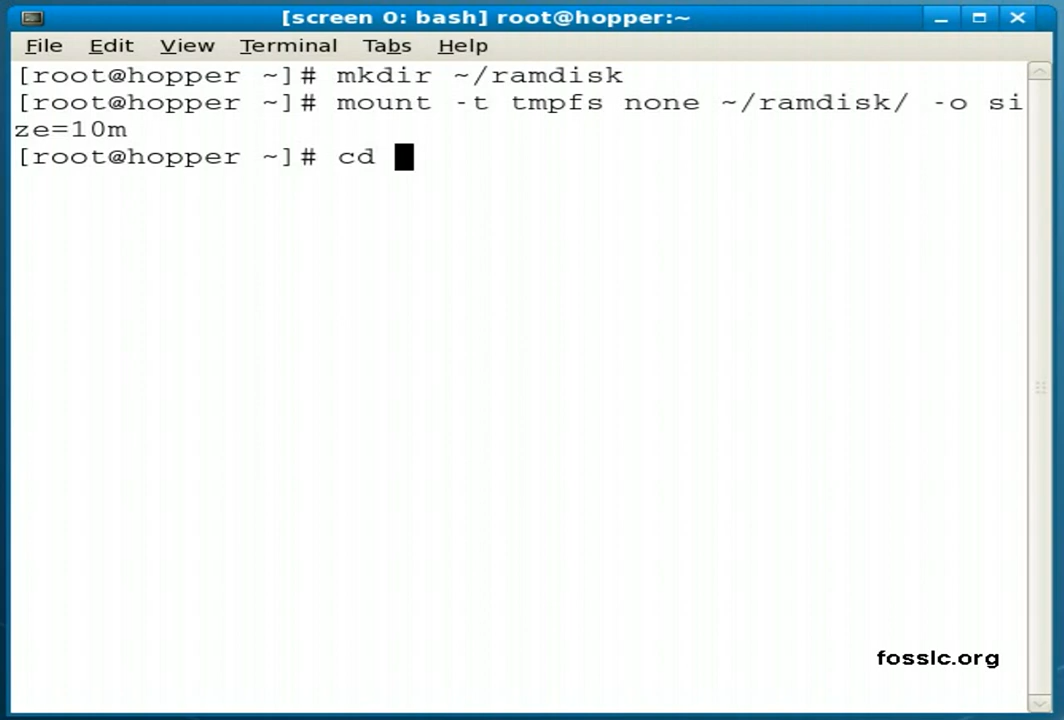 [screen 0: bash] root@hopper:~
File Edit View Terminal Tabs Help
[root@hopper ~]# mkdir ~/ramdisk
[root@hopper ~]# mount -t tmpfs none ~/ramdisk/ -o si
ze=10m
[root@hopper ~]# cd
fosslc.org